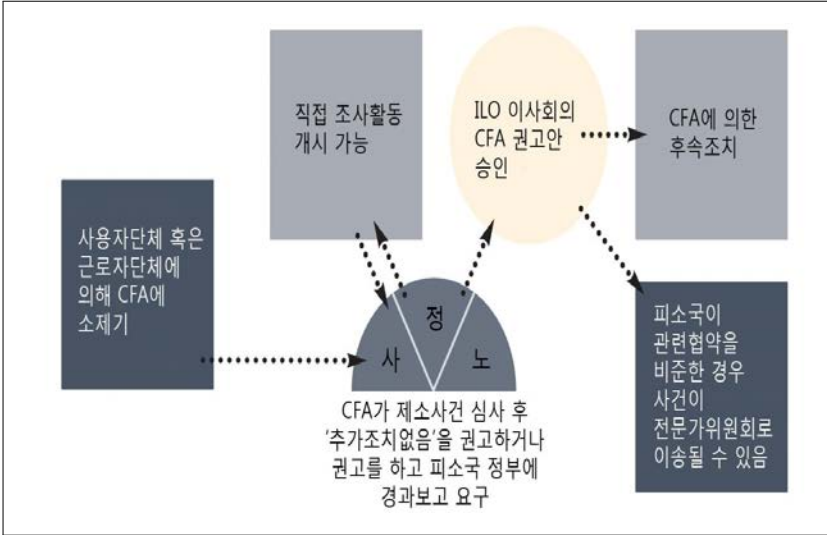 사용자단체 혹은
근로자단체에
의해 CFA에
소제기
직접 조사활동
개시 가능
사 정 노
CFA가 제소사건 심사 후
'추가조치없음'을 권고하거나
권고를 하고 피소국 정부에
경과보고 요구
ILO 이사회의
CFA 권고안
승인
CFA에 의한
후속조치
피소국이
관련협약을
비준한 경우
사건이
전문가위원회로
이송될 수 있음